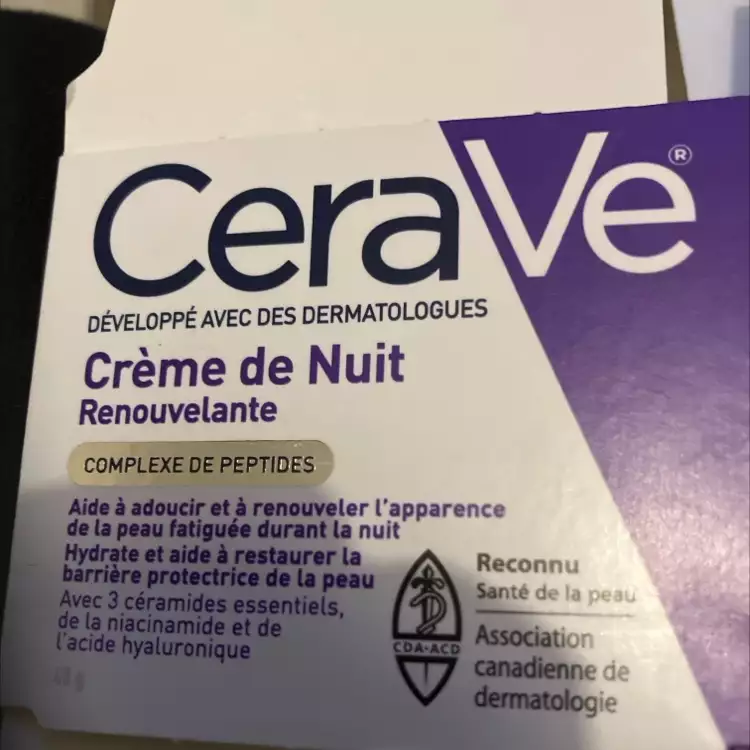 CeraVe®
DÉVELOPPÉ AVEC DES DERMATOLOGUES
Crème de Nuit
Renouvelante
COMPLEXE DE PEPTIDES
Aide à adoucir et à renouveler l'apparence
de la peau fatiguée durant la nuit
Hydrate et aide à restaurer la
barrière protectrice de la peau
Avec 3 céramides essentiels,
de la niacinamide et de
l'acide hyaluronique
48 g
CDA-ACD
Reconnu
Santé de la peau
Association
canadienne de
dermatologie